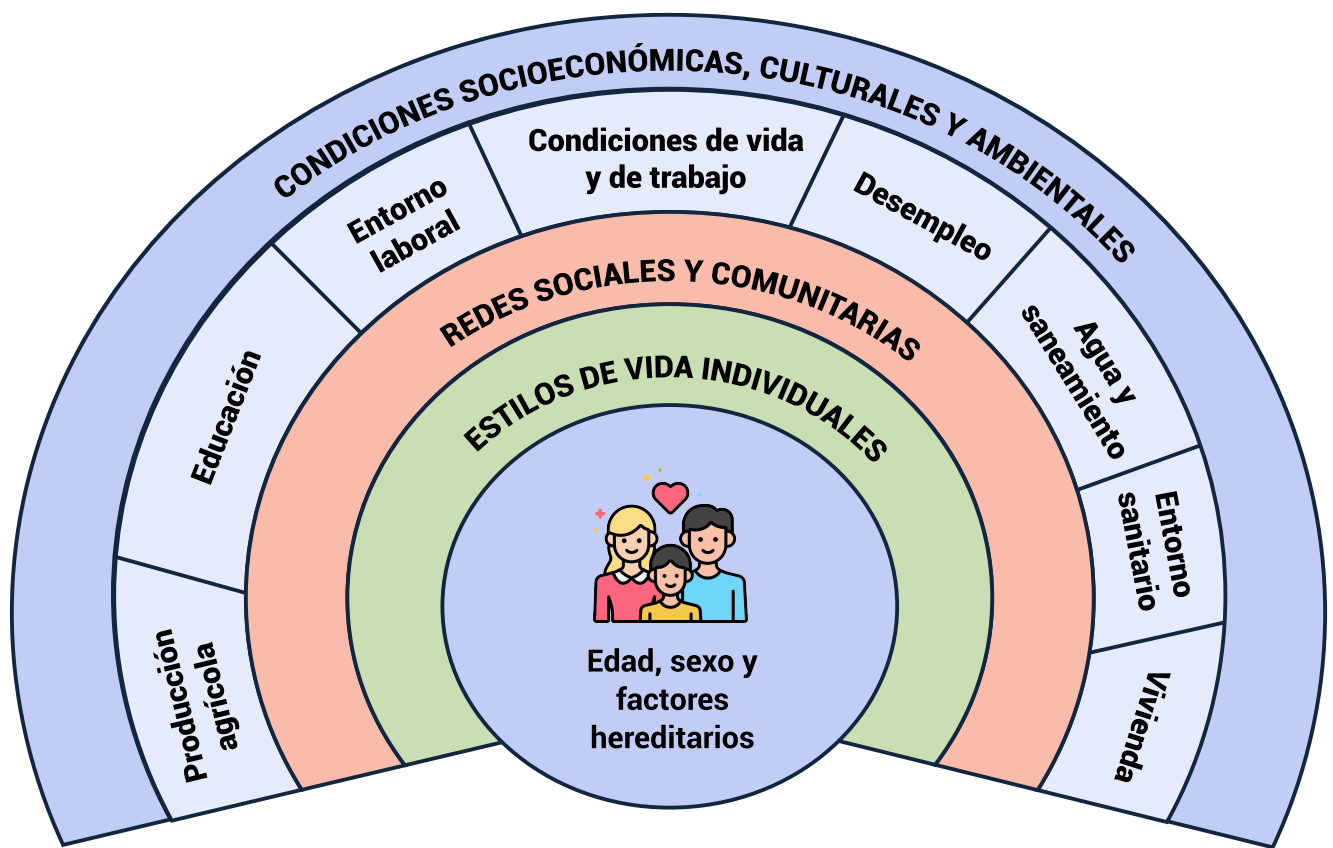 CONDICIONES SOCIOECONÓMICAS, CULTURALES Y AMBIENTALES
Producción
agrícola
Educación
Entorno
laboral
Condiciones de vida
y de trabajo
Desempleo
Agua y
saneamiento
Entorno
sanitario
Vivienda
REDES SOCIALES Y COMUNITARIAS
ESTILOS DE VIDA INDIVIDUALES
Edad, sexo y
factores
hereditarios